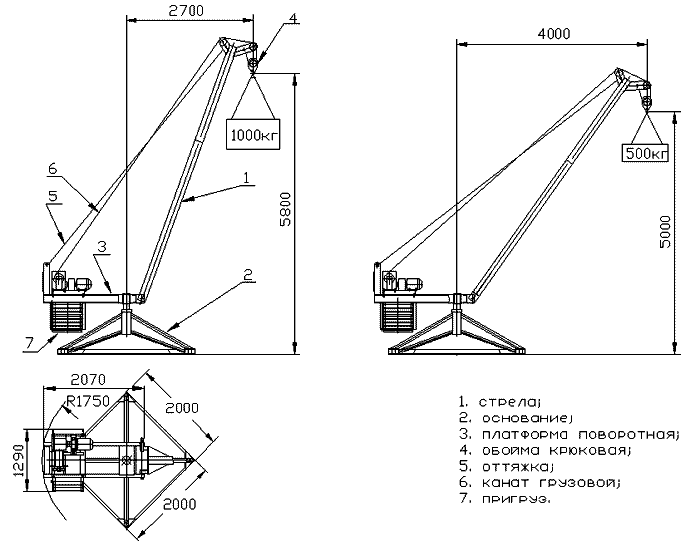 2700
4
1000кг
6
5
1
5800
3
2
7
4000
500кг
5000
2070
R1750
2000
1290
2000
1. стрела;
2. основание;
3. платформа поворотная;
4. обойма крюковая;
5. оттяжка;
6. канат грузовой;
7. пригруз.